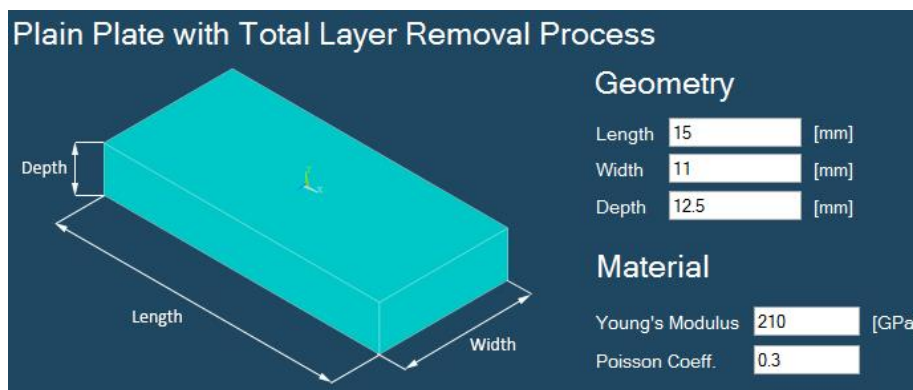 Plain Plate with Total Layer Removal Process
Geometry
Length 15 [mm]
Width 11 [mm]
Depth 12.5 [mm]
Material
Young's Modulus 210 [GPa
Poisson Coeff. 0.3
Depth
Length
Width